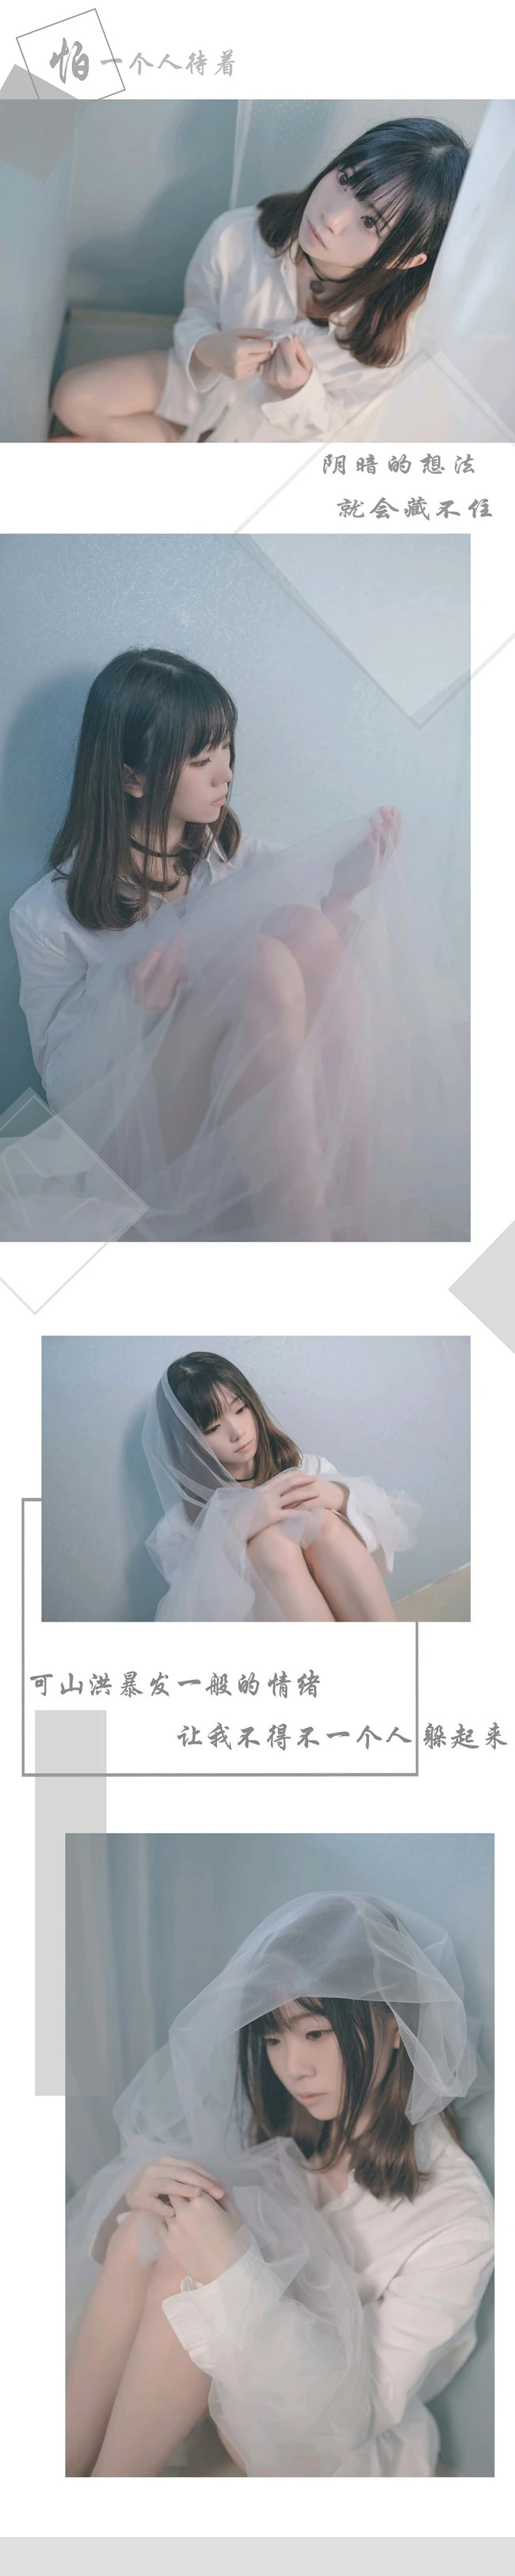 怕一个人待着
阴暗的想法
就会藏不住
可山洪暴发一般的情绪
让我不得不一个人躲起来